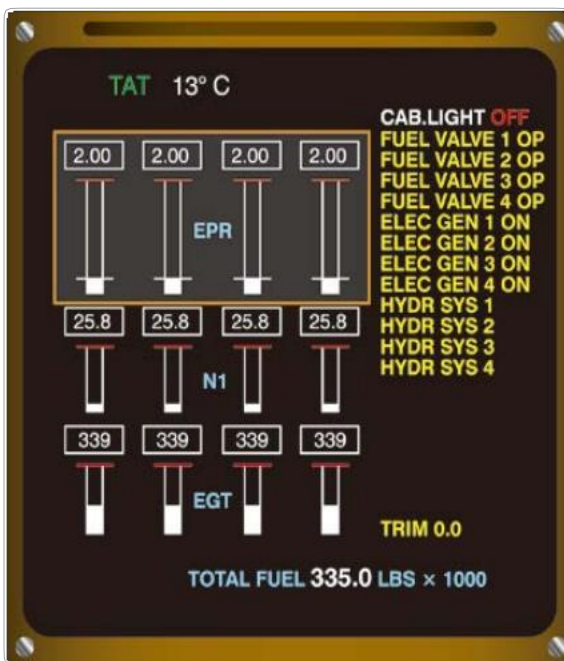 TAT 13° C
CAB.LIGHT OFF
FUEL VALVE 1 OP
FUEL VALVE 2 OP
FUEL VALVE 3 OP
FUEL VALVE 4 OP
ELEC GEN 1 ON
ELEC GEN 2 ON
ELEC GEN 3 ON
ELEC GEN 4 ON
HYDR SYS 1
HYDR SYS 2
HYDR SYS 3
HYDR SYS 4
2.00 2.00 2.00 2.00
EPR
25.8 25.8 25.8 25.8
N1
339 339 339 339
EGT
TRIM 0.0
TOTAL FUEL 335.0 LBS × 1000